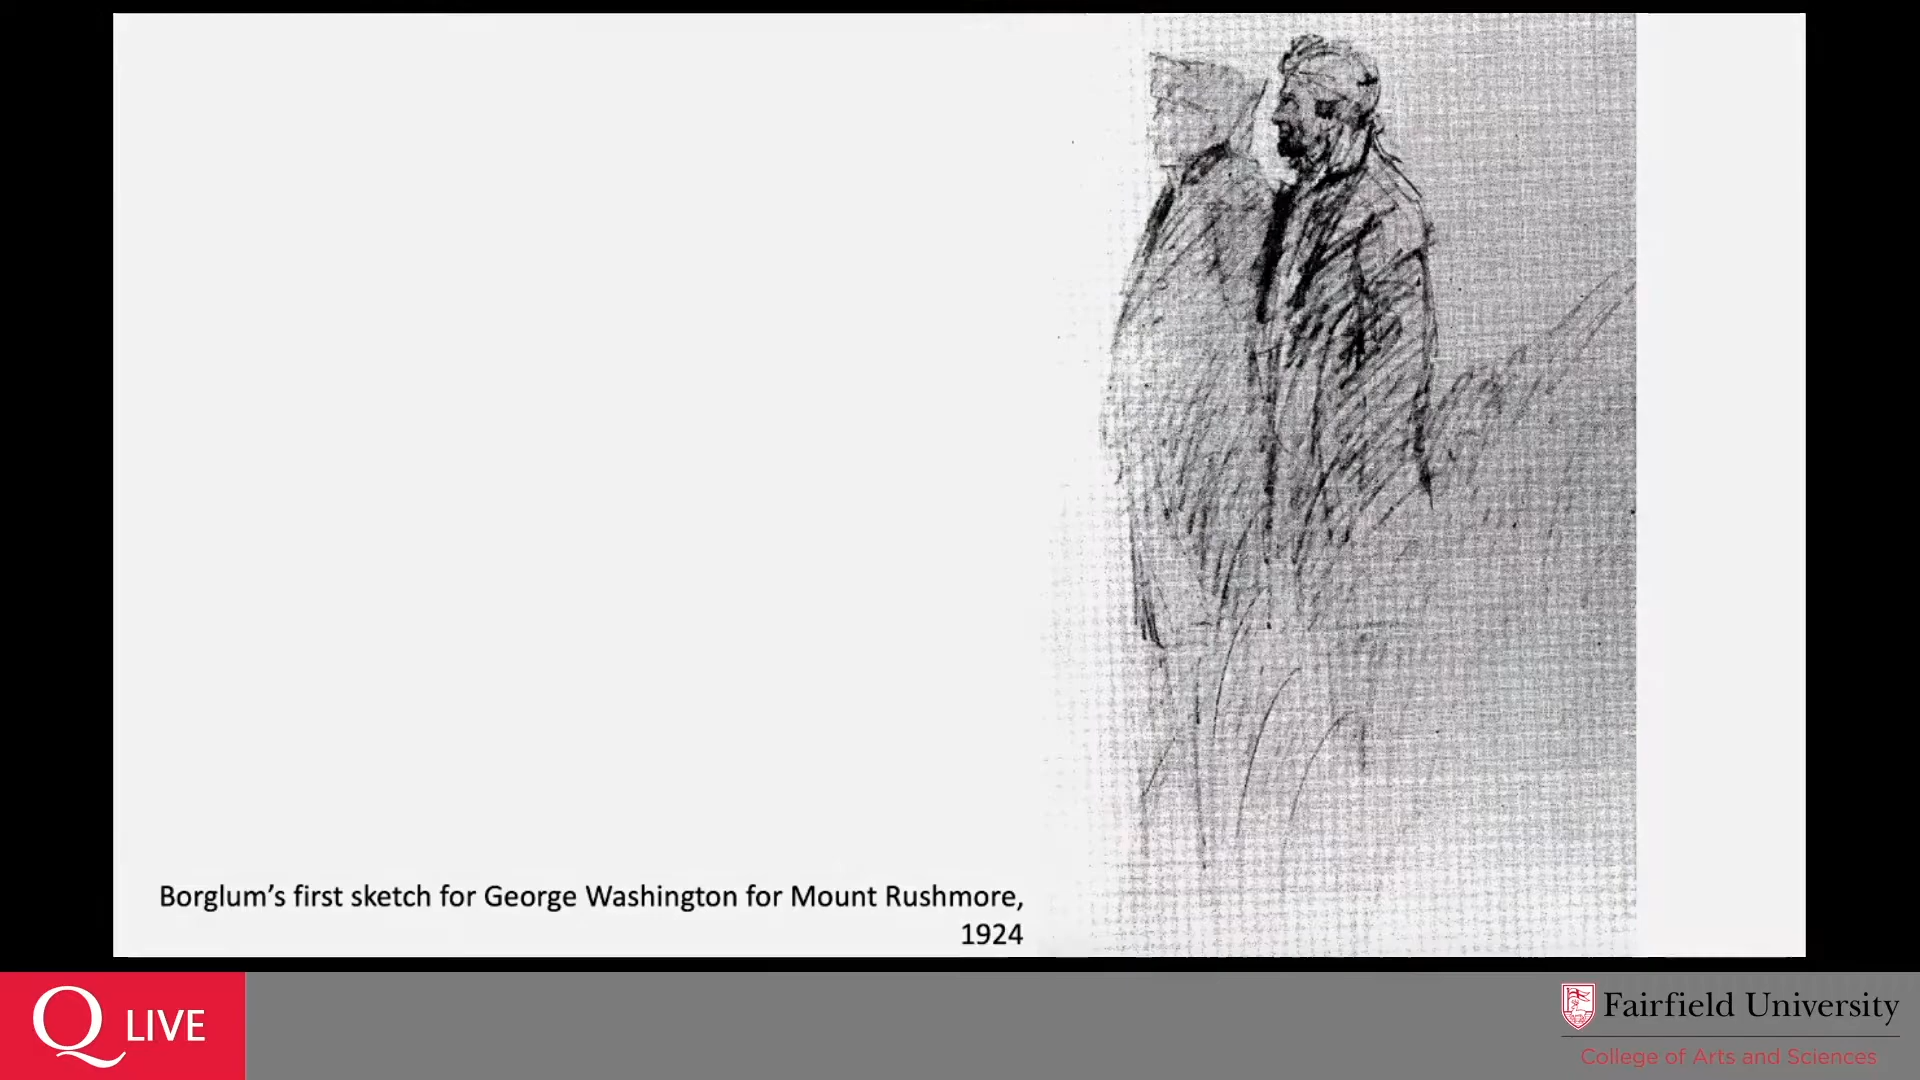 Borglum’s first sketch for George Washington for Mount Rushmore,
1924
Q LIVE
Fairfield University
College of Arts and Sciences